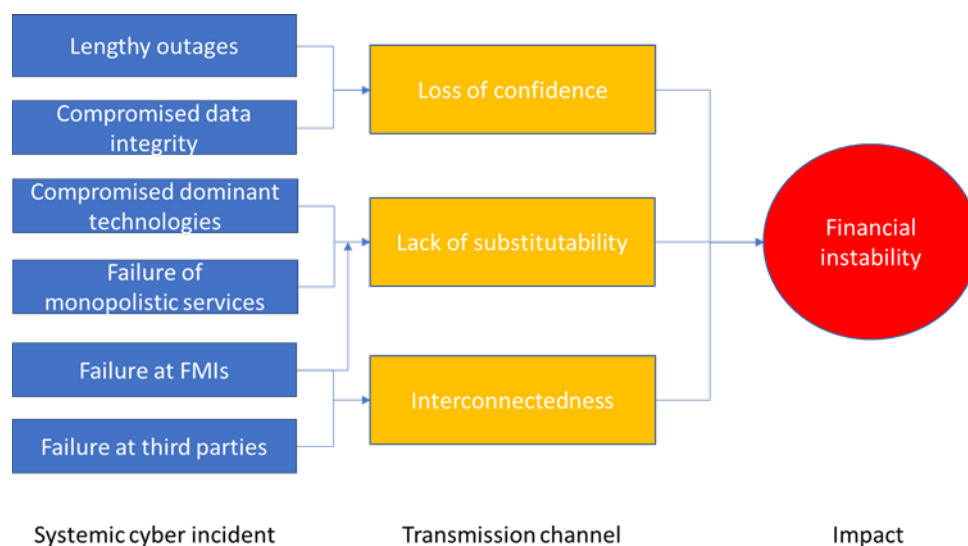 Lengthy outages
Compromised data
integrity
Compromised dominant
technologies
Failure of
monopolistic services
Failure at FMIs
Failure at third parties
Loss of confidence
Lack of substitutability
Interconnectedness
Financial
instability
Systemic cyber incident
Transmission channel
Impact